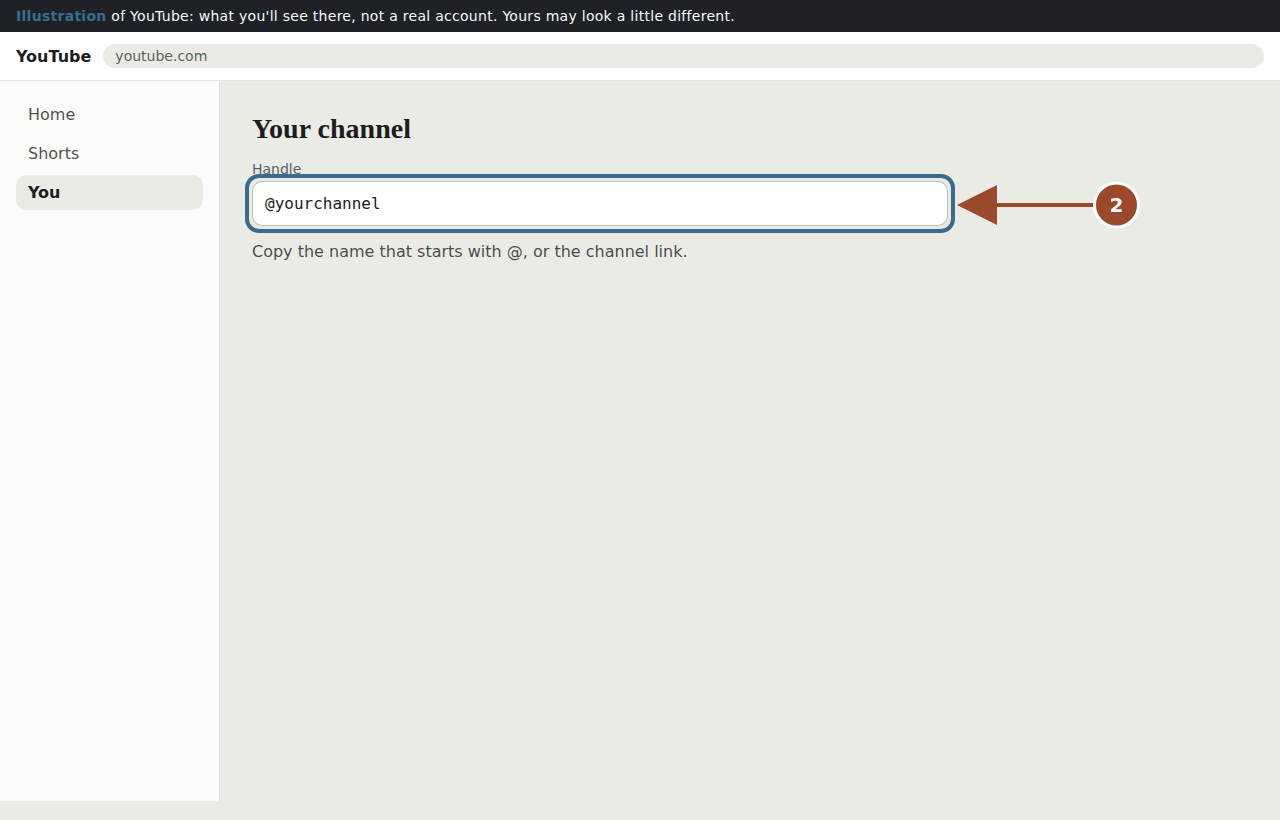 Illustration of YouTube: what you'll see there, not a real account. Yours may look a little different.
YouTube youtube.com
Home
Shorts
You
Your channel
Handle
@yourchannel
2
Copy the name that starts with @, or the channel link.